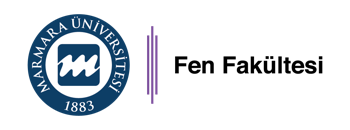 MARMARA ÜNİVERSİTESİ
m
1883
Fen Fakültesi